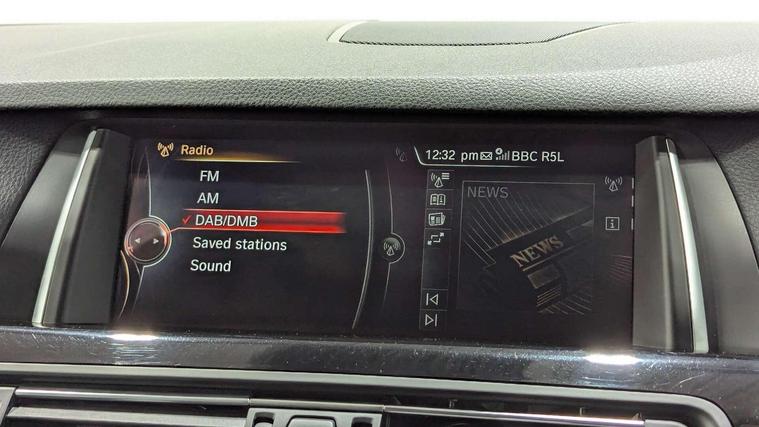 Radio
FM
AM
DAB/DMB
Saved stations
Sound
12:32 pm BBC R5L
NEWS
NEWS